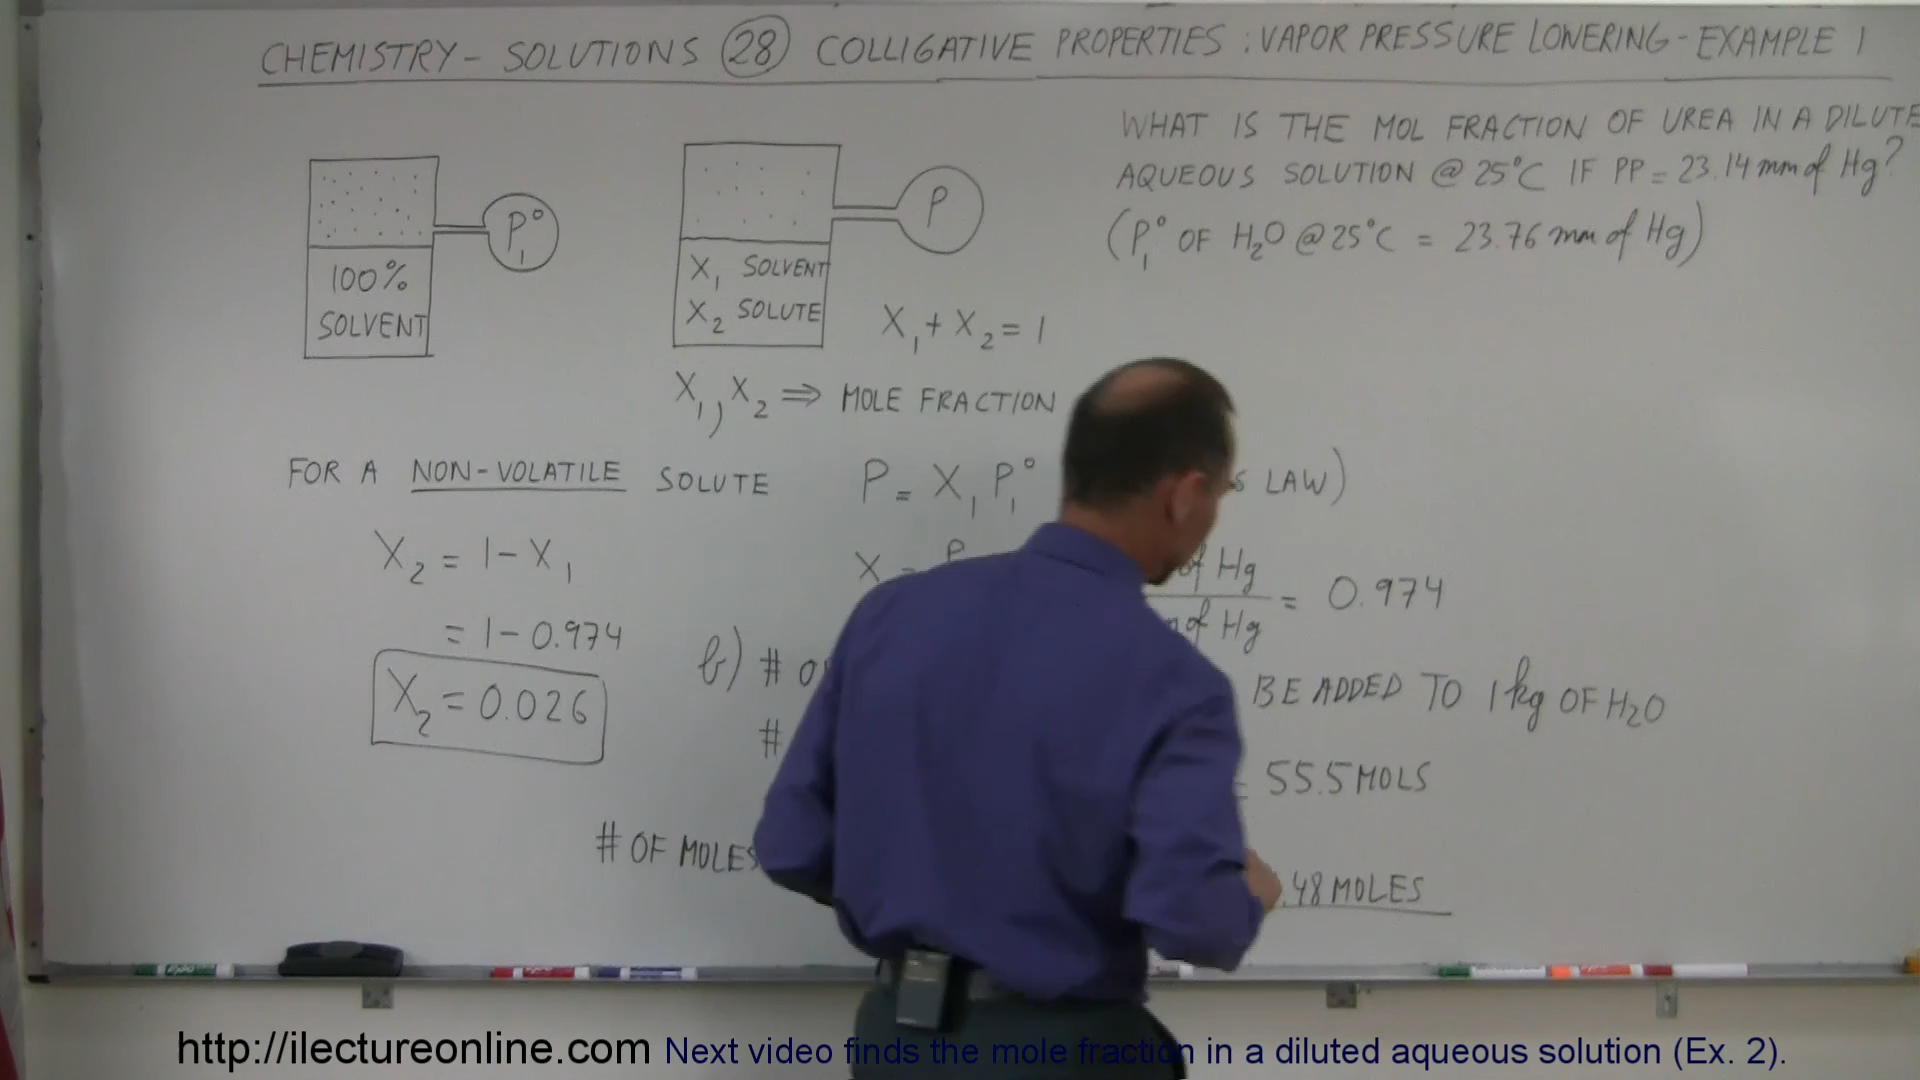 CHEMISTRY - SOLUTIONS 28 COLLIGATIVE PROPERTIES : VAPOR PRESSURE LOWERING - EXAMPLE 1
WHAT IS THE MOL FRACTION OF UREA IN A DILUTE
AQUEOUS SOLUTION @ 25°C IF PP = 23.14 mm of Hg?
(P₁° OF H₂O @ 25°C = 23.76 mm of Hg)
P₁°
100%
SOLVENT
P
X₁ SOLVENT
X₂ SOLUTE
X₁ + X₂ = 1
X₁, X₂ ⇒ MOLE FRACTION
FOR A NON-VOLATILE SOLUTE P = X₁ P₁° LAW)
X₂ = 1 - X₁
= 1 - 0.974
X₂ = 0.026
X = P of Hg / of Hg = 0.974
b) # BE ADDED TO 1 kg OF H₂O
# = 55.5 MOLS
# OF MOLES .48 MOLES
http://ilectureonline.com Next video finds the mole fraction in a diluted aqueous solution (Ex. 2).